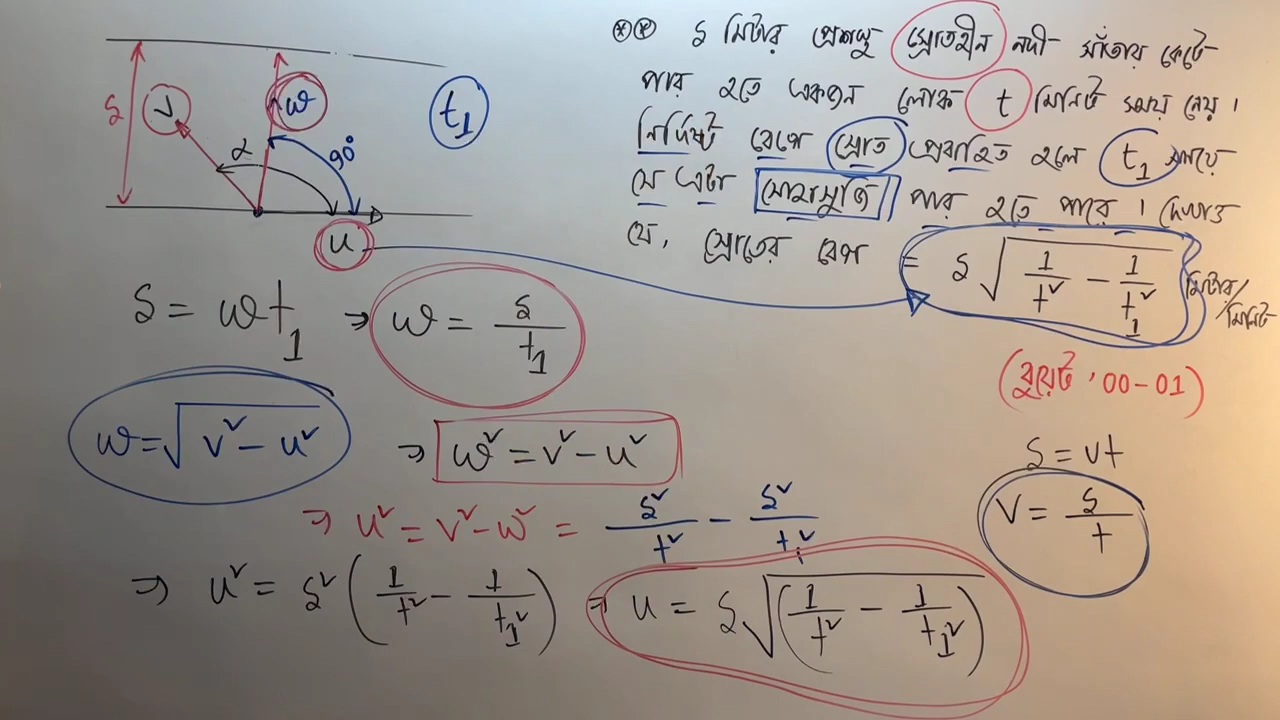 ⊛⊛ s মিটার প্রশস্ত স্রোতহীন নদী সাঁতার কেটে
পার হতে একজন লোক t মিনিট সময় নেয়।
নির্দিষ্ট বেগে স্রোত প্রবাহিত হলে t₁ সময়ে
সে এটা সোজাসুজি পার হতে পারে। দেখাও
যে, স্রোতের বেগ = s √(1/t² − 1/t₁²) মিটার/মিনিট
(বুয়েট '00-01)
s
v
w
t₁
α
90°
u
s = wt₁ ⇒ w = s/t₁
w = √(v² − u²) ⇒ w² = v² − u²
s = vt
v = s/t
⇒ u² = v² − w² = s²/t² − s²/t₁²
⇒ u² = s² (1/t² − 1/t₁²) ⇒ u = s √(1/t² − 1/t₁²)